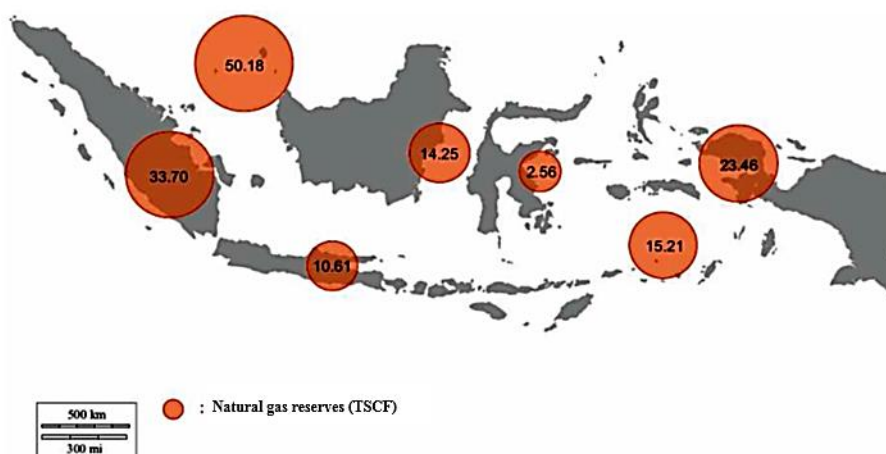 50.18
14.25
2.56
23.46
33.70
15.21
10.61
: Natural gas reserves (TSCF)
500 km
300 mi